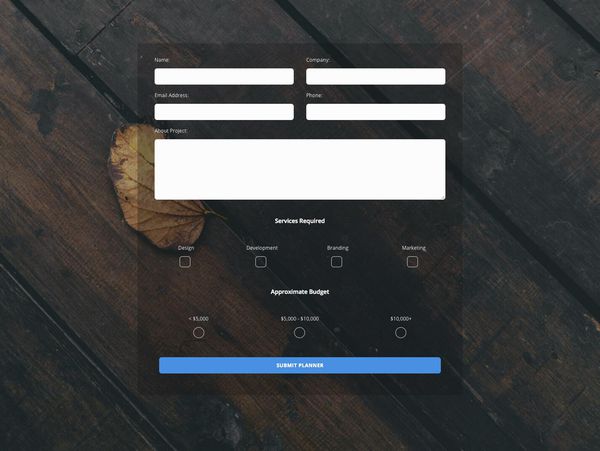 Name: Company:
Email Address: Phone:
About Project:
Services Required
Design Development Branding Marketing
Approximate Budget
< $5,000 $5,000 - $10,000 $10,000+
SUBMIT PLANNER